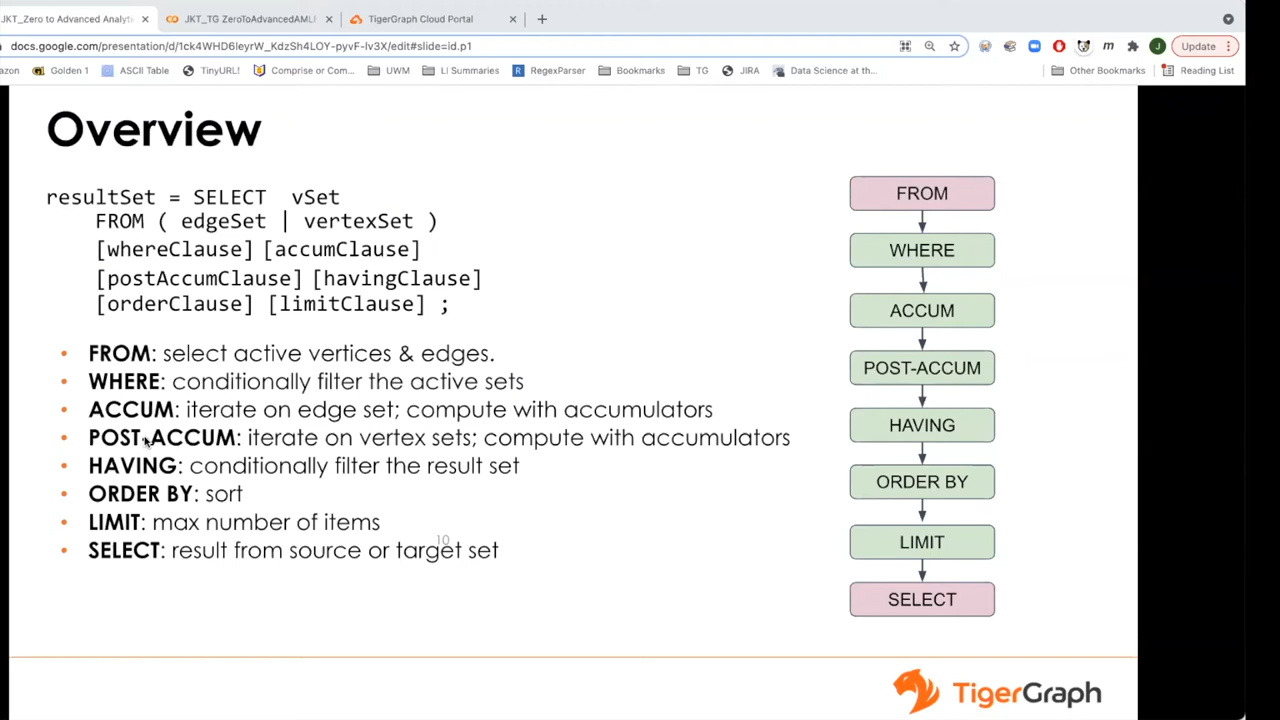 JKT_Zero to Advanced Analyti
JKT_TG ZeroToAdvancedAMLF
TigerGraph Cloud Portal
docs.google.com/presentation/d/1ck4WHD6IeyrW_KdzSh4LOY-pyvF-lv3X/edit#slide=id.p1
J
Update
azon
Golden 1
ASCII Table
TinyURL!
Comprise or Com...
UWM
LI Summaries
RegexParser
Bookmarks
TG
JIRA
Data Science at th...
Other Bookmarks
Reading List
Overview
resultSet = SELECT vSet
FROM ( edgeSet | vertexSet )
[whereClause] [accumClause]
[postAccumClause] [havingClause]
[orderClause] [limitClause] ;
• FROM: select active vertices & edges.
• WHERE: conditionally filter the active sets
• ACCUM: iterate on edge set; compute with accumulators
• POST-ACCUM: iterate on vertex sets; compute with accumulators
• HAVING: conditionally filter the result set
• ORDER BY: sort
• LIMIT: max number of items
• SELECT: result from source or target set
10
FROM
WHERE
ACCUM
POST-ACCUM
HAVING
ORDER BY
LIMIT
SELECT
TigerGraph